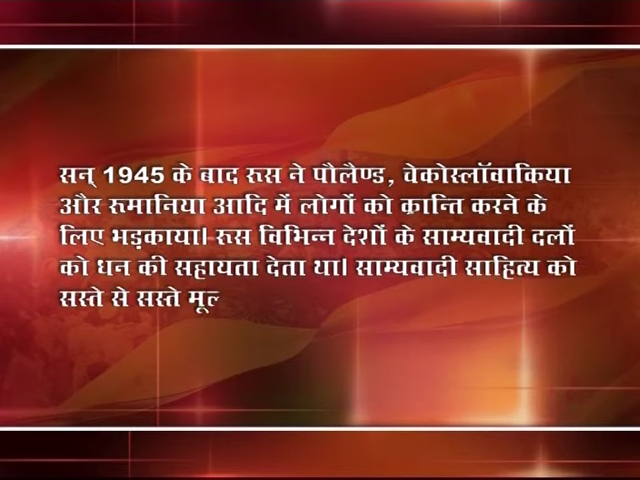 सन् 1945 के बाद रूस ने पौलेण्ड, वेकोस्लॉवाकिया
और रूमानिया आदि में लोगों को क्रान्ति करने के
लिए भड़काया। रूस विभिन्न देशों के साम्यवादी दलों
को धन की सहायता देता था। साम्यवादी साहित्य को
सस्ते से सस्ते मूल